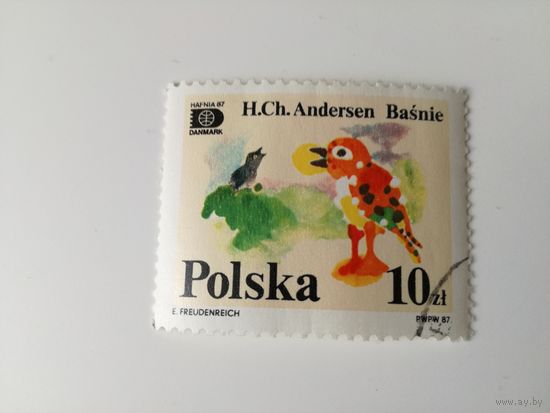 HAFNIA 87
DANMARK
H.Ch. Andersen Baśnie
Polska 10 zł
E. FREUDENREICH
PWPW 87.
www.ay.by